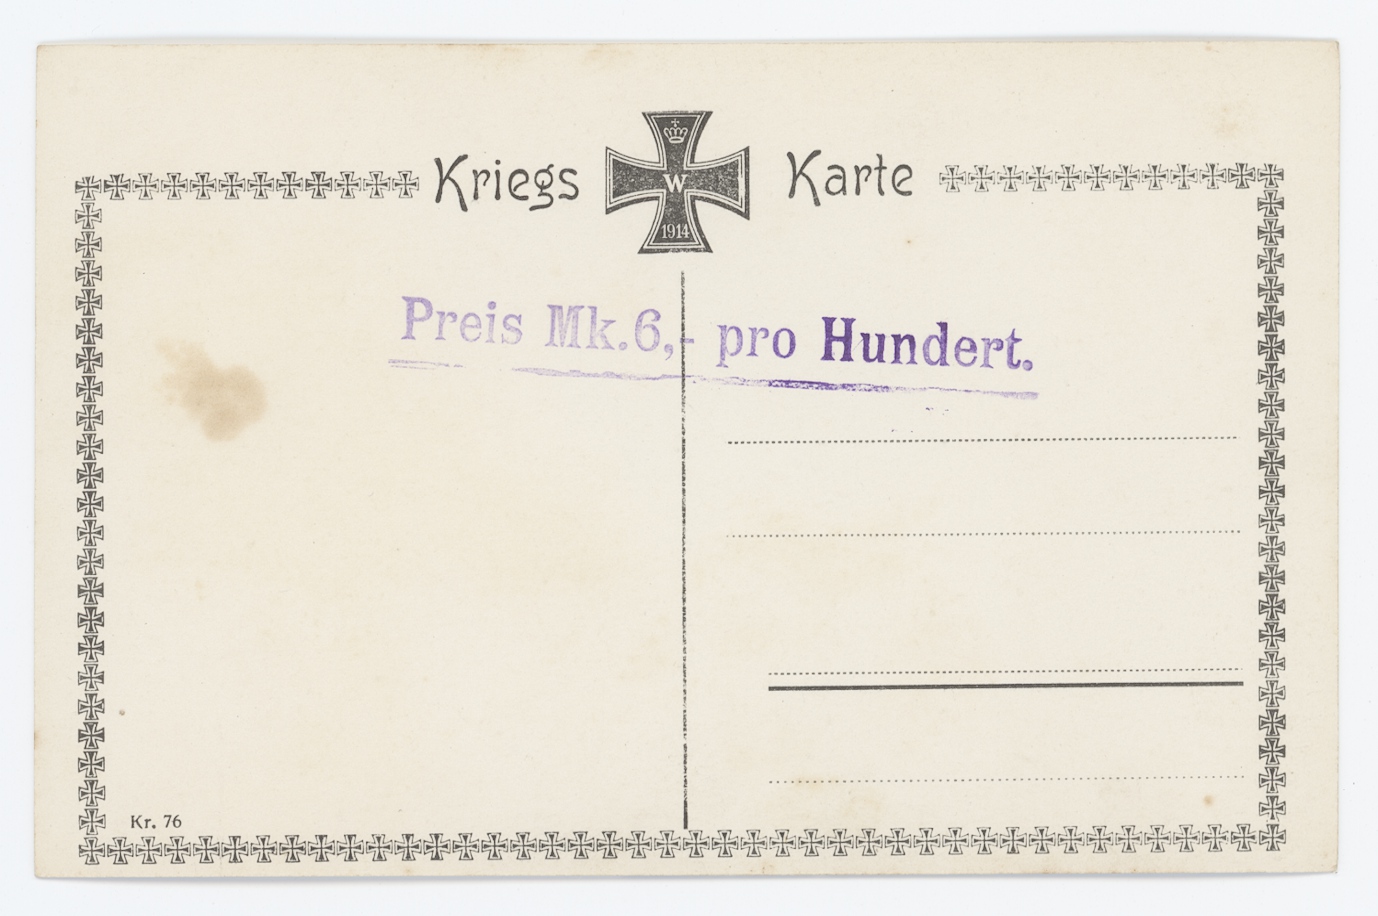 Kriegs Karte
W
1914
Preis Mk.6,- pro Hundert.
Kr. 76